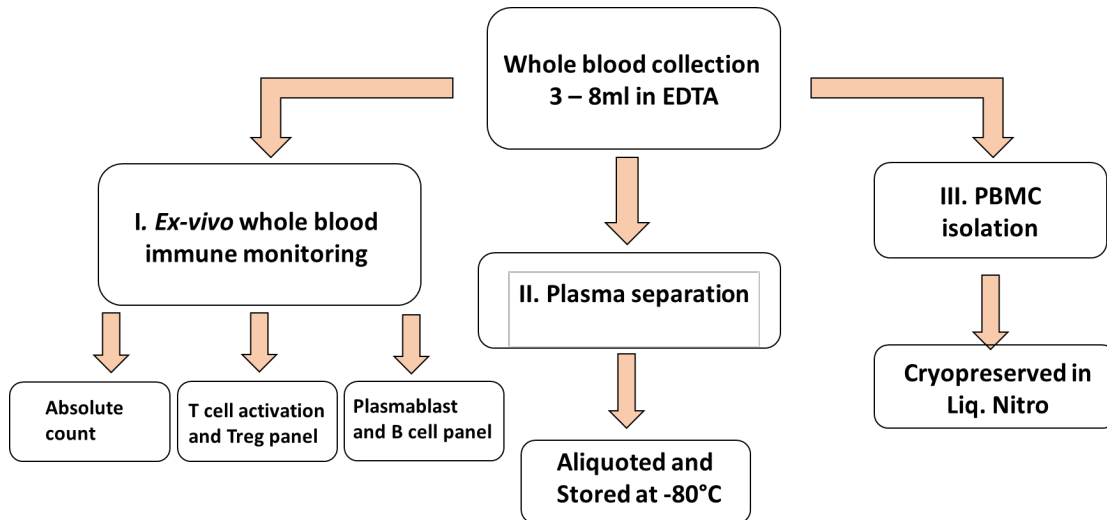 Whole blood collection
3 – 8ml in EDTA
I. Ex-vivo whole blood
immune monitoring
II. Plasma separation
III. PBMC
isolation
Absolute
count
T cell activation
and Treg panel
Plasmablast
and B cell panel
Aliquoted and
Stored at -80°C
Cryopreserved in
Liq. Nitro